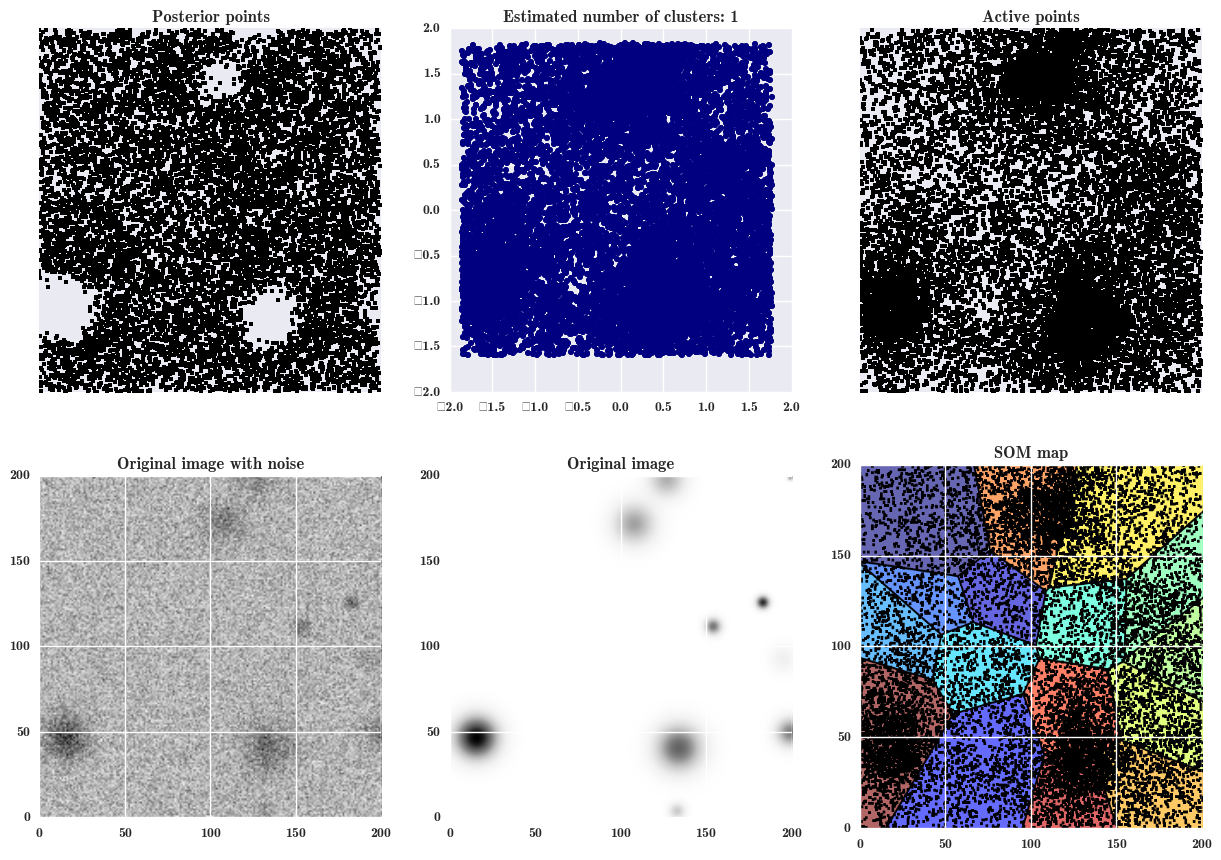 Posterior points
Estimated number of clusters: 1
Active points
2.0
1.5
1.0
0.5
0.0
□0.5
□1.0
□1.5
□2.0
□2.0 □1.5 □1.0 □0.5 0.0 0.5 1.0 1.5 2.0
Original image with noise
Original image
SOM map
200
150
100
50
0
0 50 100 150 200
200
150
100
50
0
0 50 100 150 200
200
150
100
50
0
0 50 100 150 200